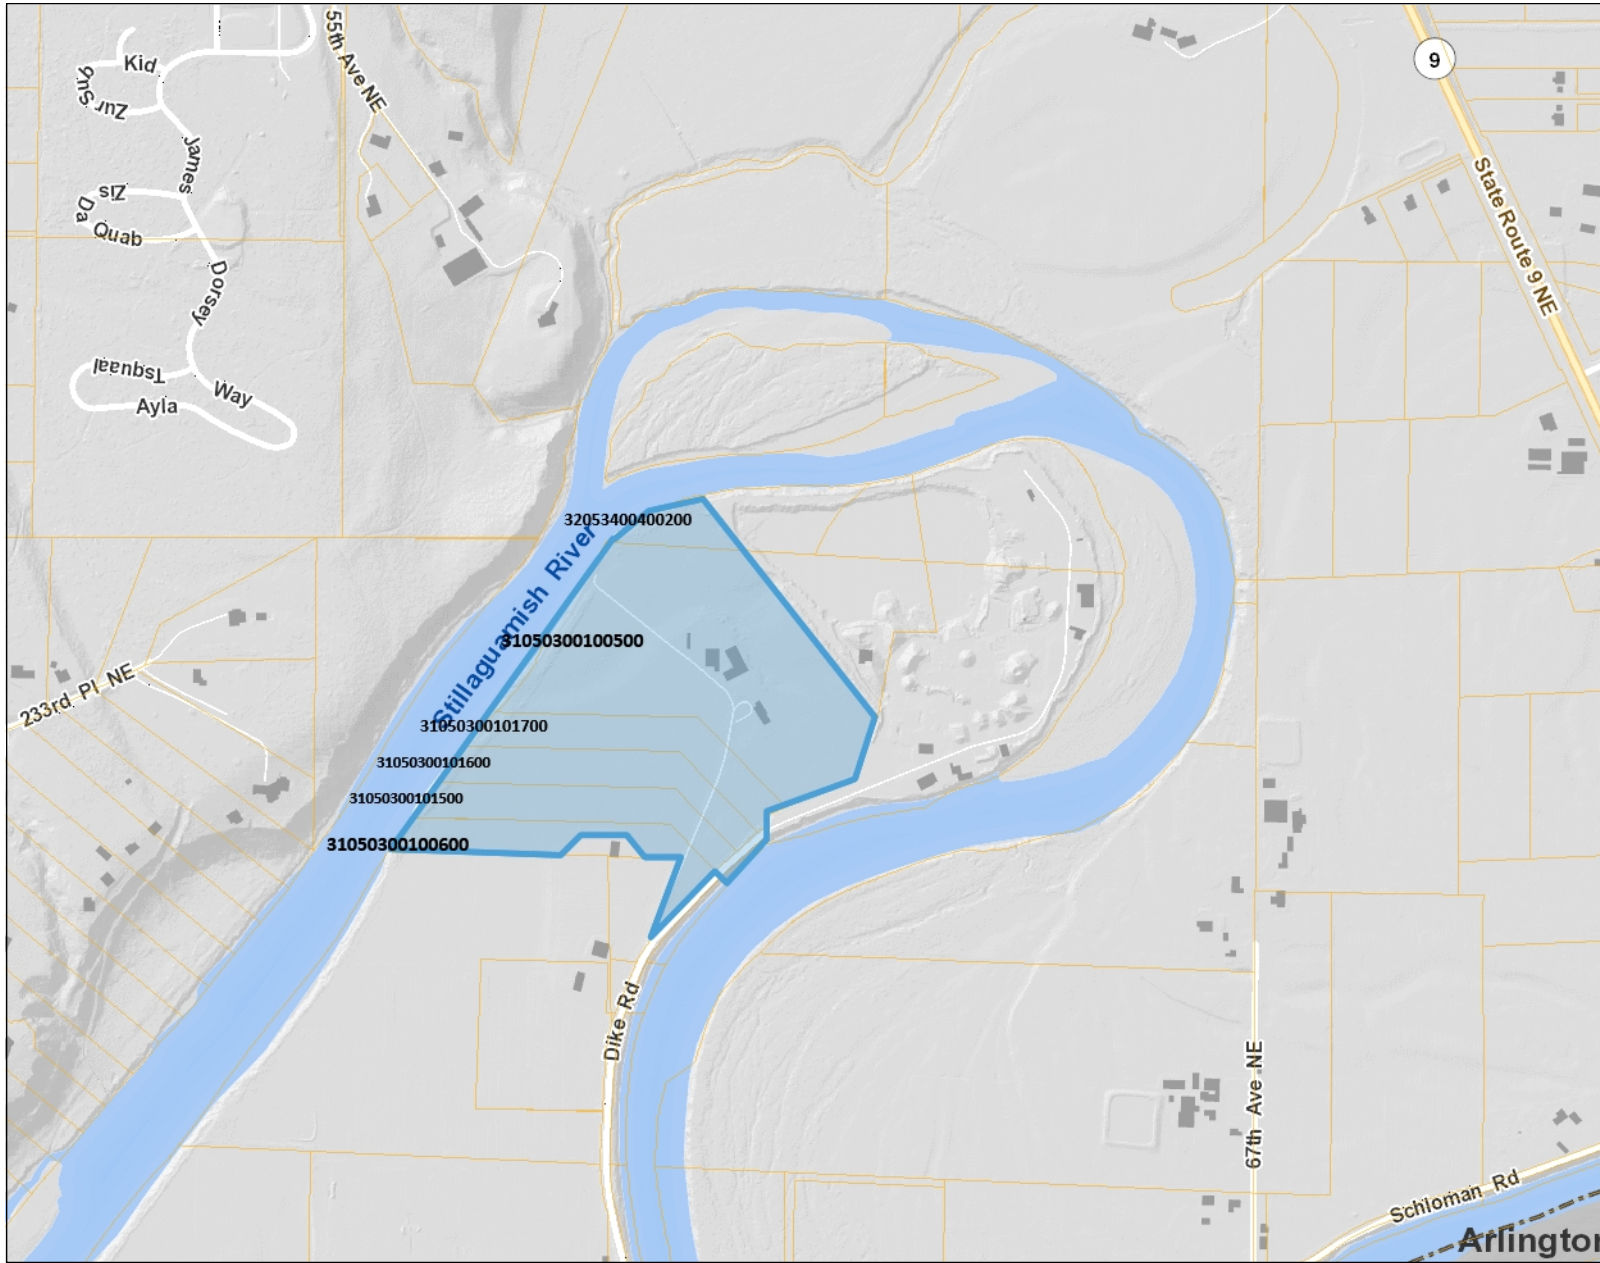 55th Ave NE
9
Kid
Zur Sug
James
State Route 9 NE
Zis
Da
Quab
Dorsey
Tsqual
Way
Ayla
32053400400200
Stillaguamish River
31050300100500
233rd Pl NE
31050300101700
31050300101600
31050300101500
31050300100600
Dike Rd
67th Ave NE
Schloman Rd
Arlington